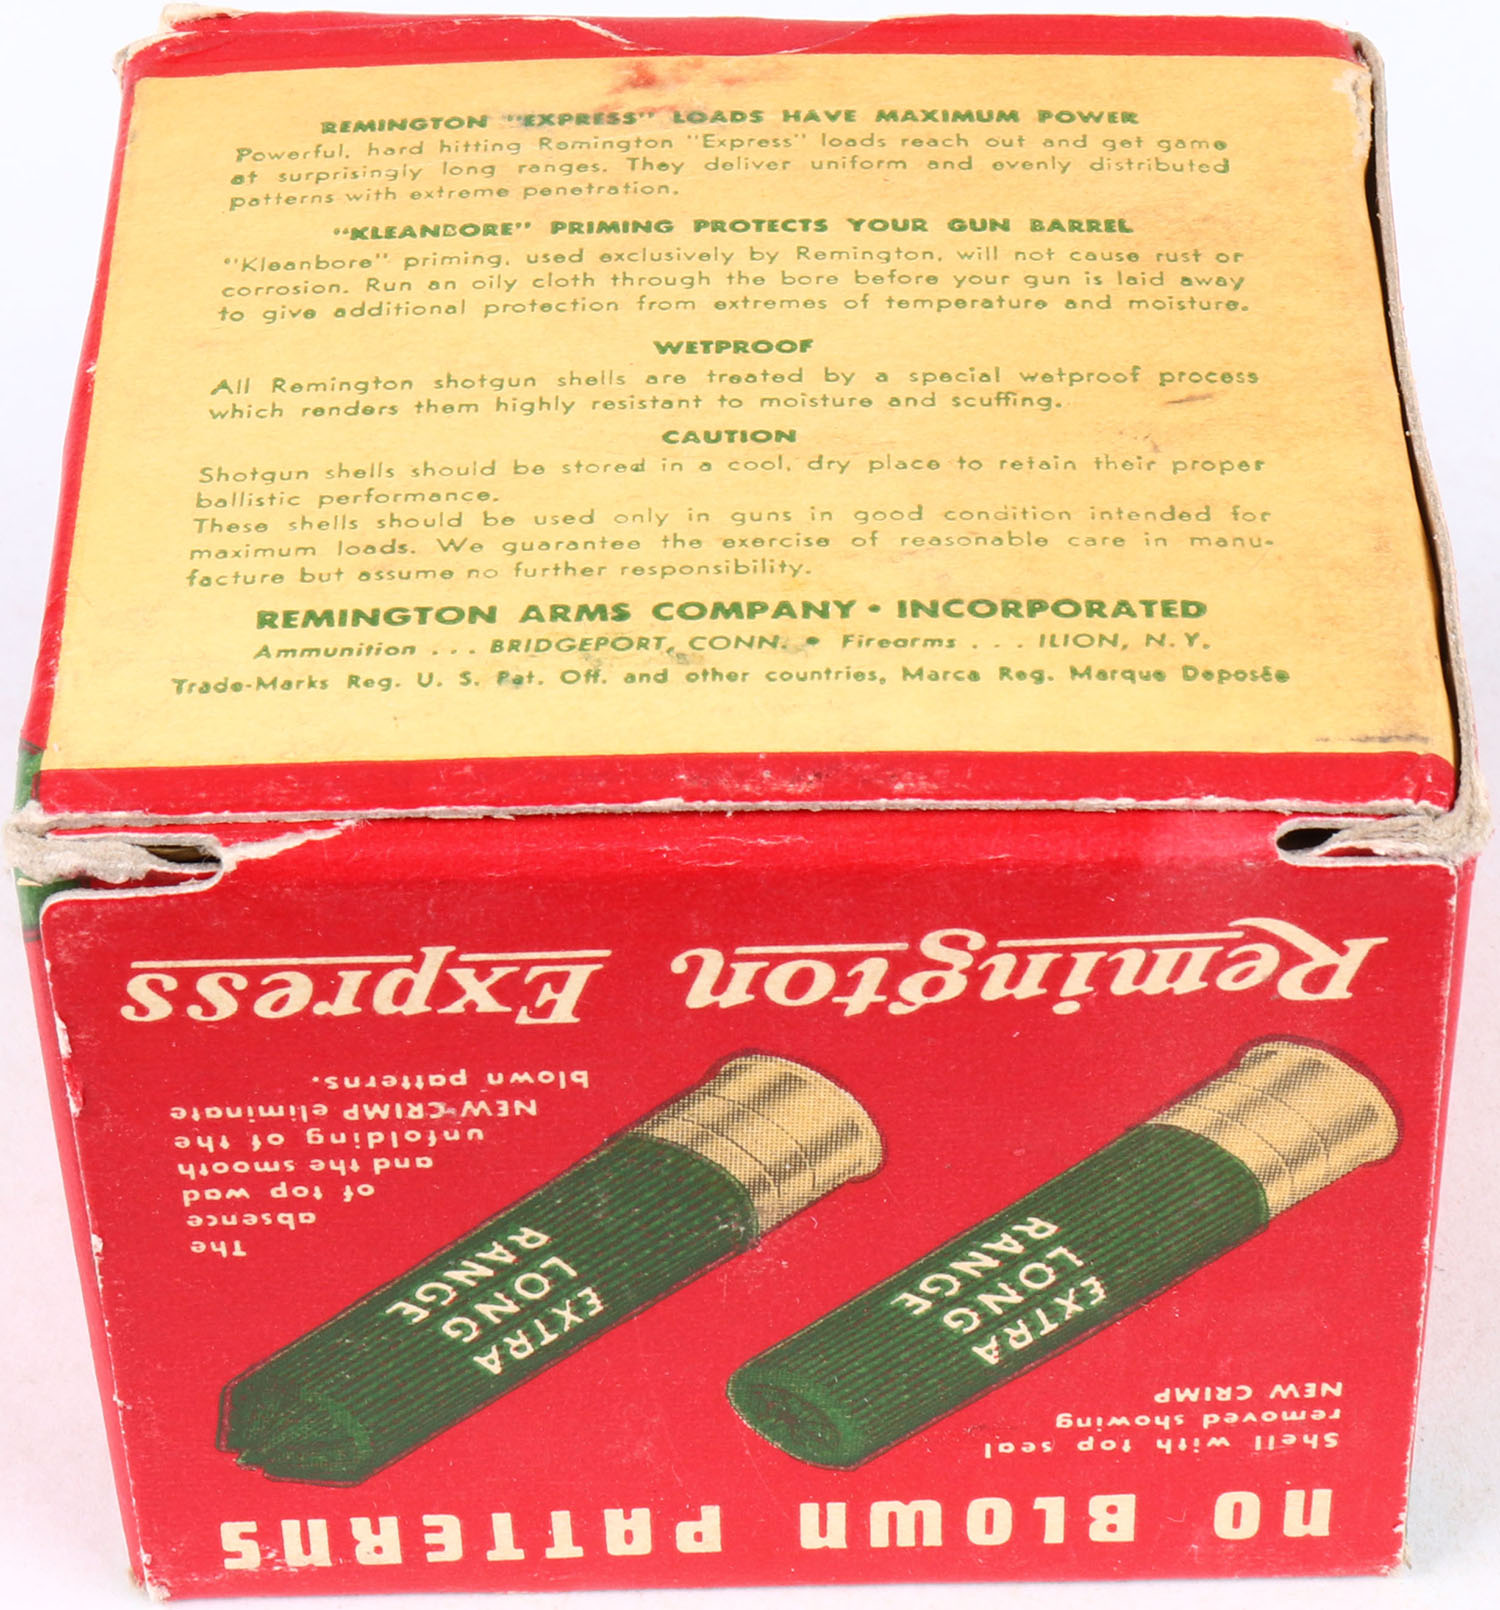 REMINGTON "EXPRESS" LOADS HAVE MAXIMUM POWER
Powerful, hard hitting Remington "Express" loads reach out and get game
at surprisingly long ranges. They deliver uniform and evenly distributed
patterns with extreme penetration.
"KLEANBORE" PRIMING PROTECTS YOUR GUN BARREL
"Kleanbore" priming, used exclusively by Remington, will not cause rust or
corrosion. Run an oily cloth through the bore before your gun is laid away
to give additional protection from extremes of temperature and moisture.
WETPROOF
All Remington shotgun shells are treated by a special wetproof process
which renders them highly resistant to moisture and scuffing.
CAUTION
Shotgun shells should be stored in a cool, dry place to retain their proper
ballistic performance.
These shells should be used only in guns in good condition intended for
maximum loads. We guarantee the exercise of reasonable care in manu-
facture but assume no further responsibility.
REMINGTON ARMS COMPANY • INCORPORATED
Ammunition . . . BRIDGEPORT, CONN. • Firearms . . . ILION, N. Y.
Trade-Marks Reg. U. S. Pat. Off. and other countries, Marca Reg. Marque Deposée
NO BLOWN PATTERNS
Shell with top seal
removed showing
NEW CRIMP
EXTRA
LONG
RANGE
EXTRA
LONG
RANGE
The
absence
of top wad
and the smooth
unfolding of the
NEW CRIMP eliminate
blown patterns.
Remington Express